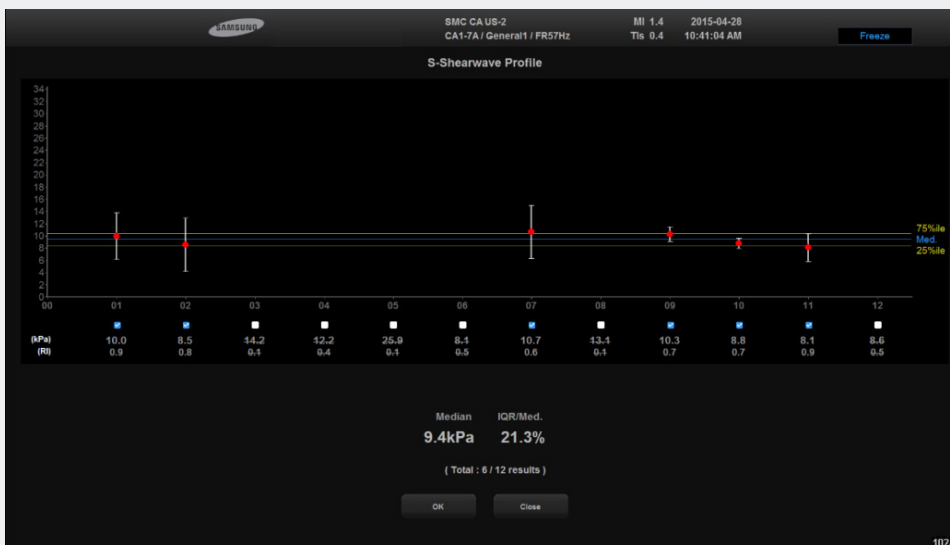 SAMSUNG
SMC CA US-2 MI 1.4 2015-04-28
CA1-7A / General1 / FR57Hz TIs 0.4 10:41:04 AM
Freeze
S-Shearwave Profile
34
32
30
28
26
24
22
20
18
16
14
12
10
8
6
4
2
0
75%ile
Med.
25%ile
00 01 02 03 04 05 06 07 08 09 10 11 12
(kPa) 10.0 8.5 14.2 12.2 25.9 8.1 10.7 13.1 10.3 8.8 8.1 8.6
(RI) 0.9 0.8 0.1 0.4 0.1 0.5 0.6 0.1 0.7 0.7 0.9 0.5
Median IQR/Med.
9.4kPa 21.3%
( Total : 6 / 12 results )
OK Close
107